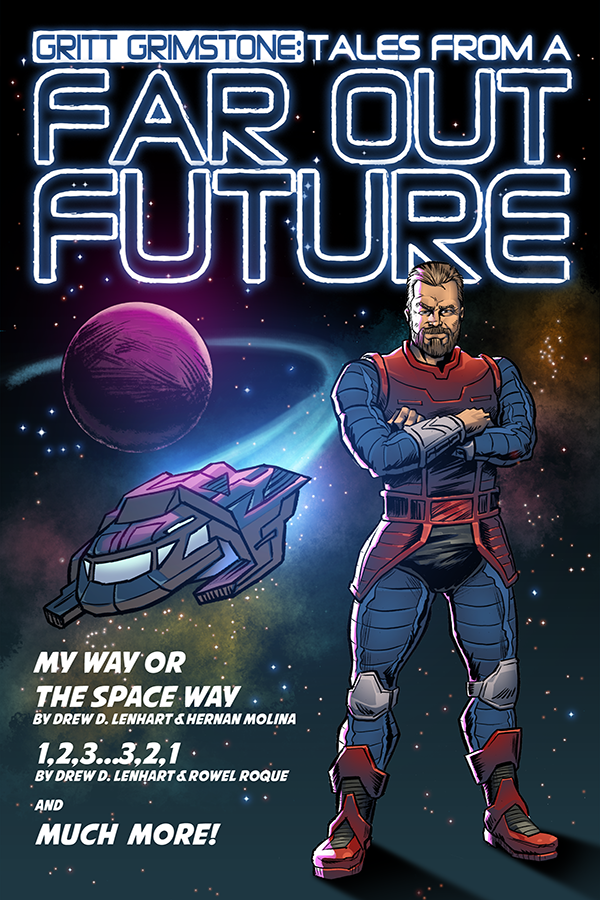 GRITT GRIMSTONE: TALES FROM A
FAR OUT
FUTURE
MY WAY OR
THE SPACE WAY
BY DREW D. LENHART & HERNAN MOLINA
1,2,3...3,2,1
BY DREW D. LENHART & ROWEL ROQUE
AND
MUCH MORE!